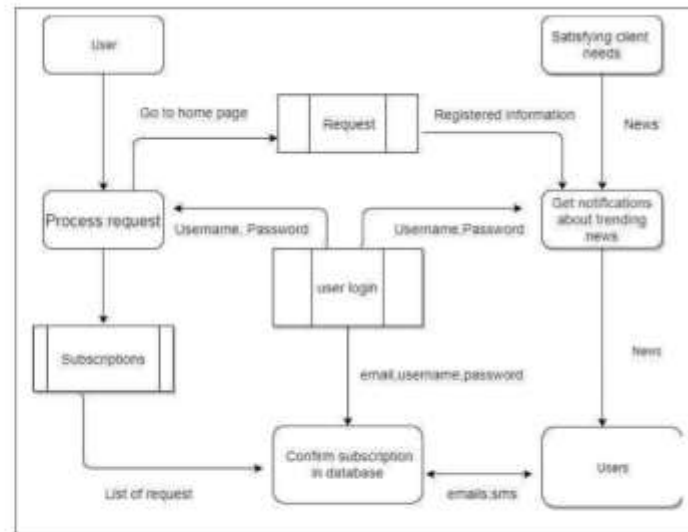 User
Satisfying client
needs
Go to home page
Request
Registered information
News
Process request
Username, Password
Username,Password
Get notifications
about trending
news
user login
Subscriptions
News
email,username,password
Confirm subscription
in database
Users
List of request
emails,sms